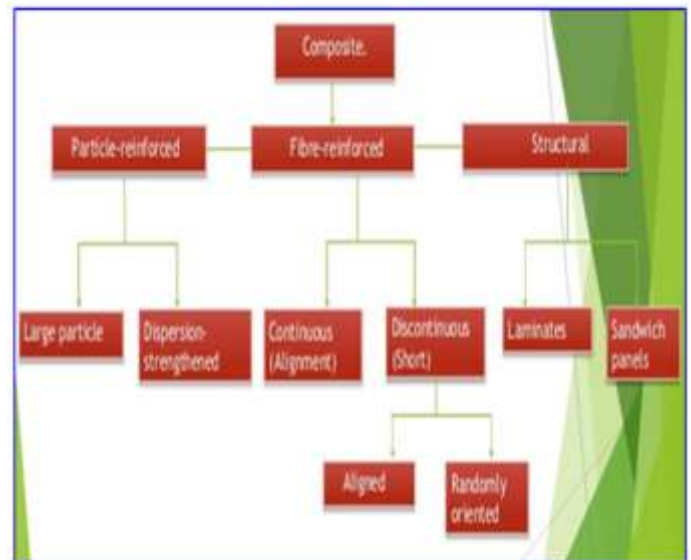 Composite.
Particle-reinforced
Fibre-reinforced
Structural
Large particle
Dispersion-
strengthened
Continuous
(Alignment)
Discontinuous
(Short)
Laminates
Sandwich
panels
Aligned
Randomly
oriented